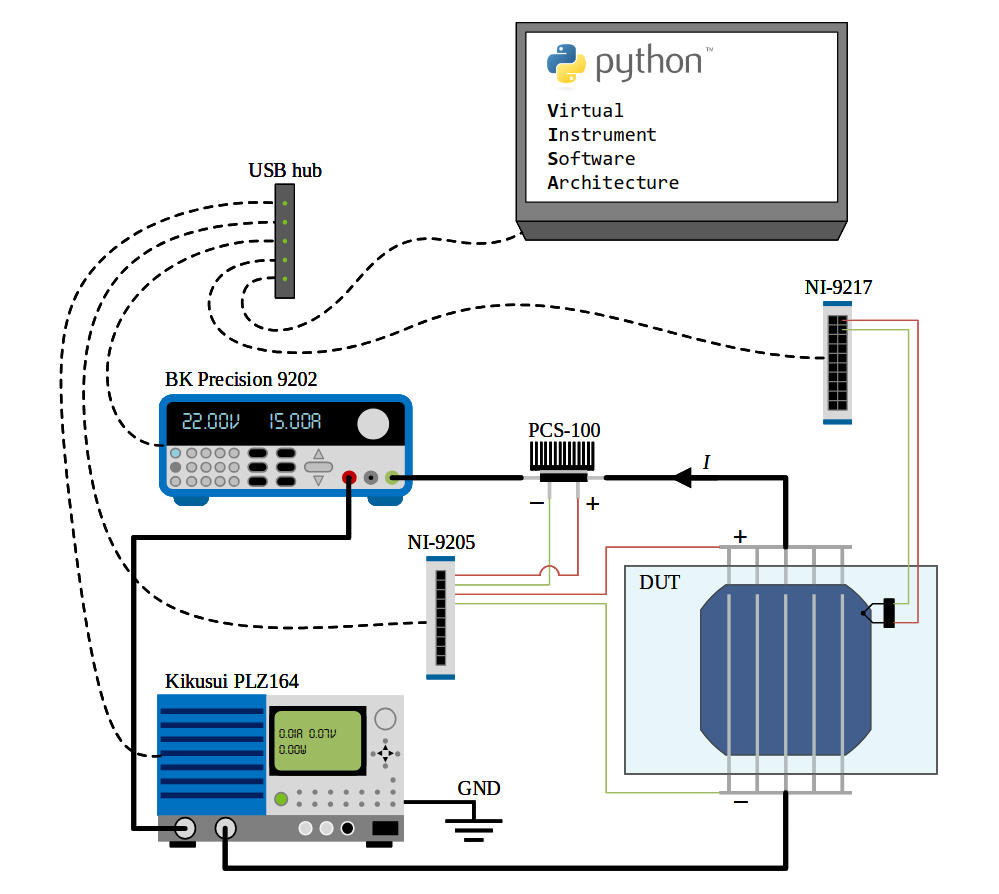 python™
Virtual
Instrument
Software
Architecture
USB hub
NI-9217
BK Precision 9202
22.00V 15.00A
PCS-100
I
− +
NI-9205
+
DUT
Kikusui PLZ164
0.01A 0.07V
0.00W
GND
−